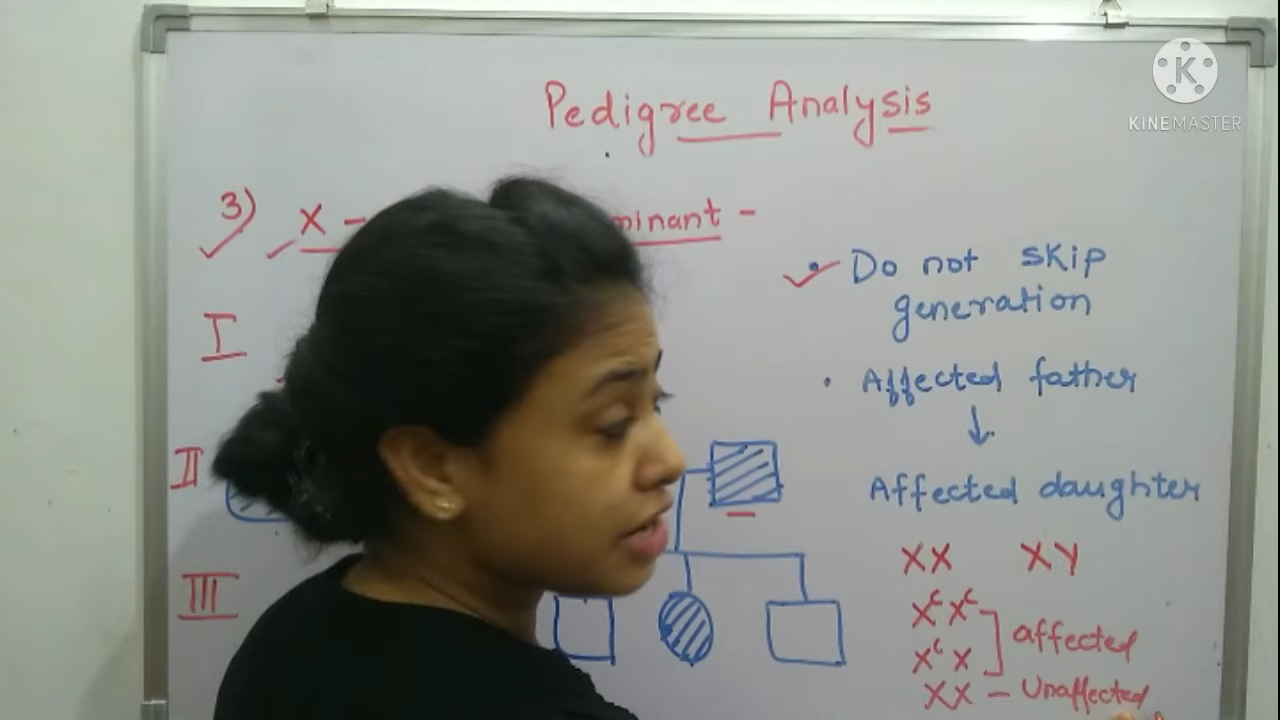 Pedigree Analysis
3) X - minant -
• Do not skip
generation
I
• Affected father
↓
II
Affected daughter
XX XY
III
XᶜXᶜ
XᶜX ] affected
XX - Unaffected
K
KINEMASTER